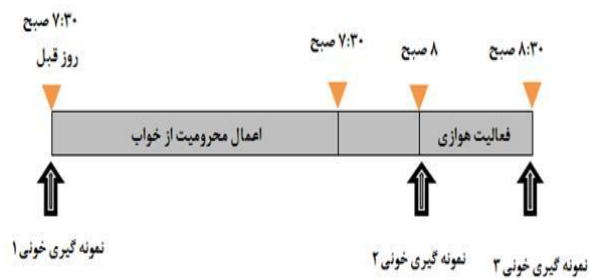 ۷:۳۰ صبح
روز قبل
۷:۳۰ صبح
۸ صبح
۸:۳۰ صبح
اعمال محرومیت از خواب
فعالیت هوازی
نمونه گیری خونی ۱
نمونه گیری خونی ۲
نمونه گیری خونی ۳